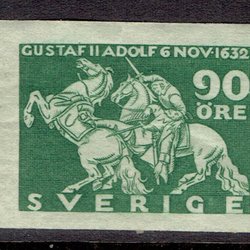 GUSTAF II ADOLF 6 NOV·1632
90
ÖRE
SVERIGE